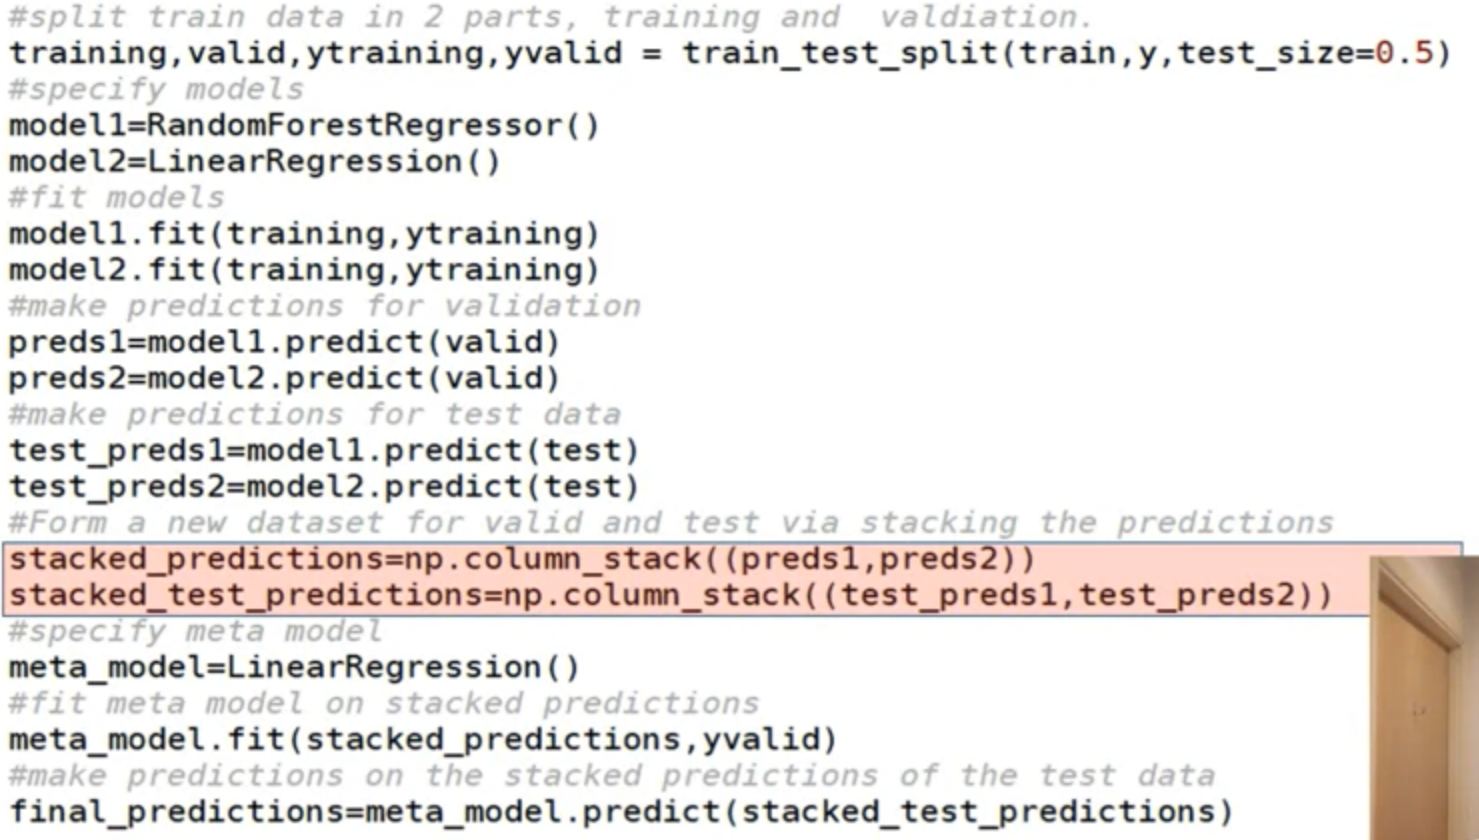 #split train data in 2 parts, training and  valdiation.
training,valid,ytraining,yvalid = train_test_split(train,y,test_size=0.5)
#specify models
model1=RandomForestRegressor()
model2=LinearRegression()
#fit models
model1.fit(training,ytraining)
model2.fit(training,ytraining)
#make predictions for validation
preds1=model1.predict(valid)
preds2=model2.predict(valid)
#make predictions for test data
test_preds1=model1.predict(test)
test_preds2=model2.predict(test)
#Form a new dataset for valid and test via stacking the predictions
stacked_predictions=np.column_stack((preds1,preds2))
stacked_test_predictions=np.column_stack((test_preds1,test_preds2))
#specify meta model
meta_model=LinearRegression()
#fit meta model on stacked predictions
meta_model.fit(stacked_predictions,yvalid)
#make predictions on the stacked predictions of the test data
final_predictions=meta_model.predict(stacked_test_predictions)